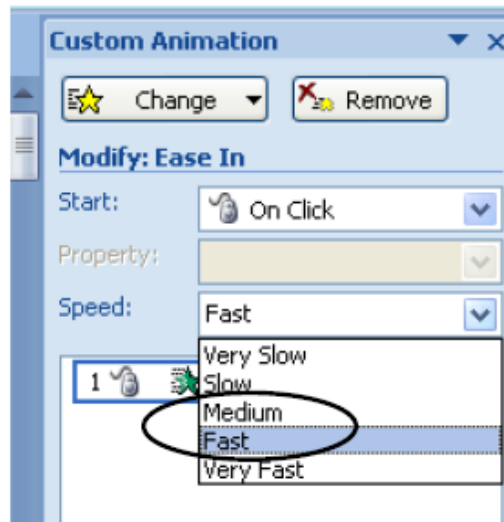 Custom Animation
Change Remove
Modify: Ease In
Start: On Click
Property:
Speed: Fast
Very Slow
1 Slow
Medium
Fast
Very Fast